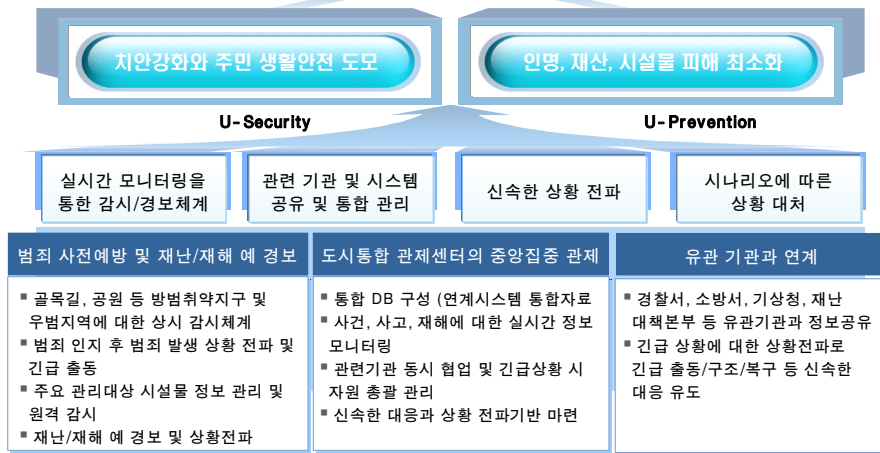 치안강화와 주민 생활안전 도모
인명, 재산, 시설물 피해 최소화
U-Security
U-Prevention
실시간 모니터링을
통한 감시/경보체계
관련 기관 및 시스템
공유 및 통합 관리
신속한 상황 전파
시나리오에 따른
상황 대처
범죄 사전예방 및 재난/재해 예 경보
▪ 골목길, 공원 등 방범취약지구 및
우범지역에 대한 상시 감시체계
▪ 범죄 인지 후 범죄 발생 상황 전파 및
긴급 출동
▪ 주요 관리대상 시설물 정보 관리 및
원격 감시
▪ 재난/재해 예 경보 및 상황전파
도시통합 관제센터의 중앙집중 관제
▪ 통합 DB 구성 (연계시스템 통합자료
▪ 사건, 사고, 재해에 대한 실시간 정보
모니터링
▪ 관련기관 동시 협업 및 긴급상황 시
자원 총괄 관리
▪ 신속한 대응과 상황 전파기반 마련
유관 기관과 연계
▪ 경찰서, 소방서, 기상청, 재난
대책본부 등 유관기관과 정보공유
▪ 긴급 상황에 대한 상황전파로
긴급 출동/구조/복구 등 신속한
대응 유도